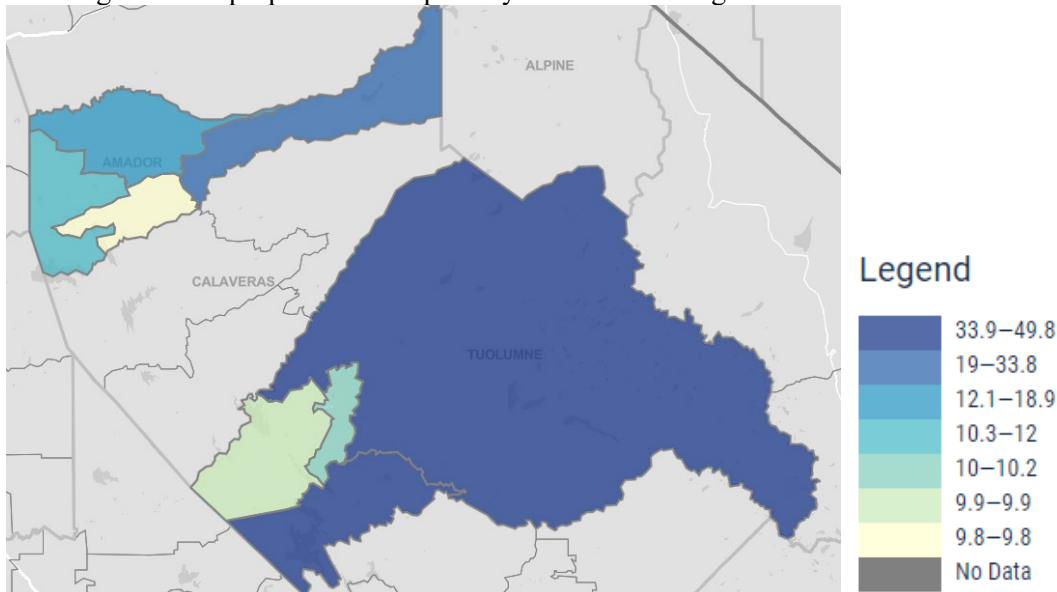 ALPINE
AMADOR
CALAVERAS
TUOLUMNE
Legend
33.9–49.8
19–33.8
12.1–18.9
10.3–12
10–10.2
9.9–9.9
9.8–9.8
No Data